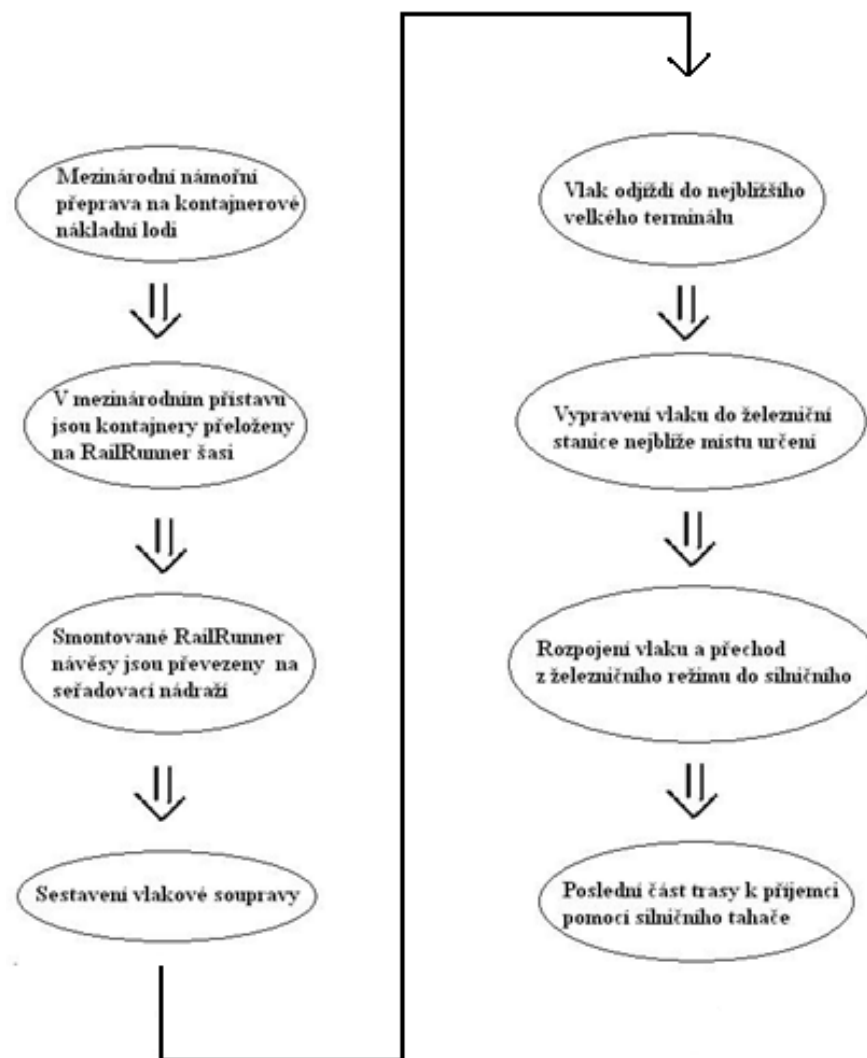 Mezinárodní námořní
přeprava na kontajnerové
nákladní lodi
V mezinárodním přístavu
jsou kontajnery přeloženy
na RailRunner šasi
Smontované RailRunner
návěsy jsou převezeny na
seřaďovací nádraží
Sestavení vlakové soupravy
Vlak odjíždí do nejbližšího
velkého terminálu
Vypravení vlaku do železniční
stanice nejblíže místu určení
Rozpojení vlaku a přechod
z železničního režimu do silničního
Poslední část trasy k příjemci
pomocí silničního tahače